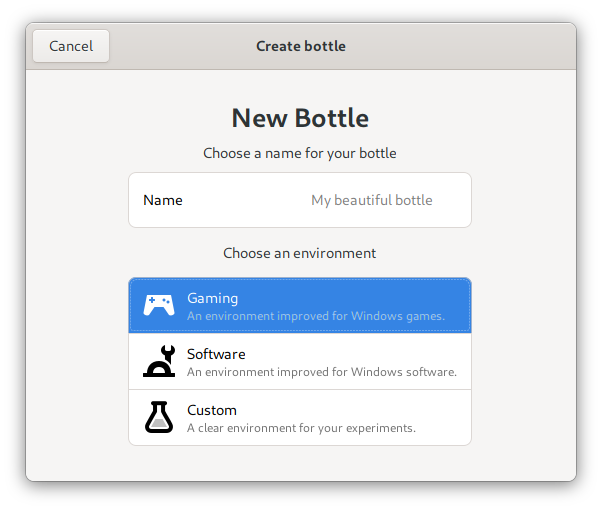 Cancel
Create bottle
New Bottle
Choose a name for your bottle
Name
My beautiful bottle
Choose an environment
Gaming
An environment improved for Windows games.
Software
An environment improved for Windows software.
Custom
A clear environment for your experiments.